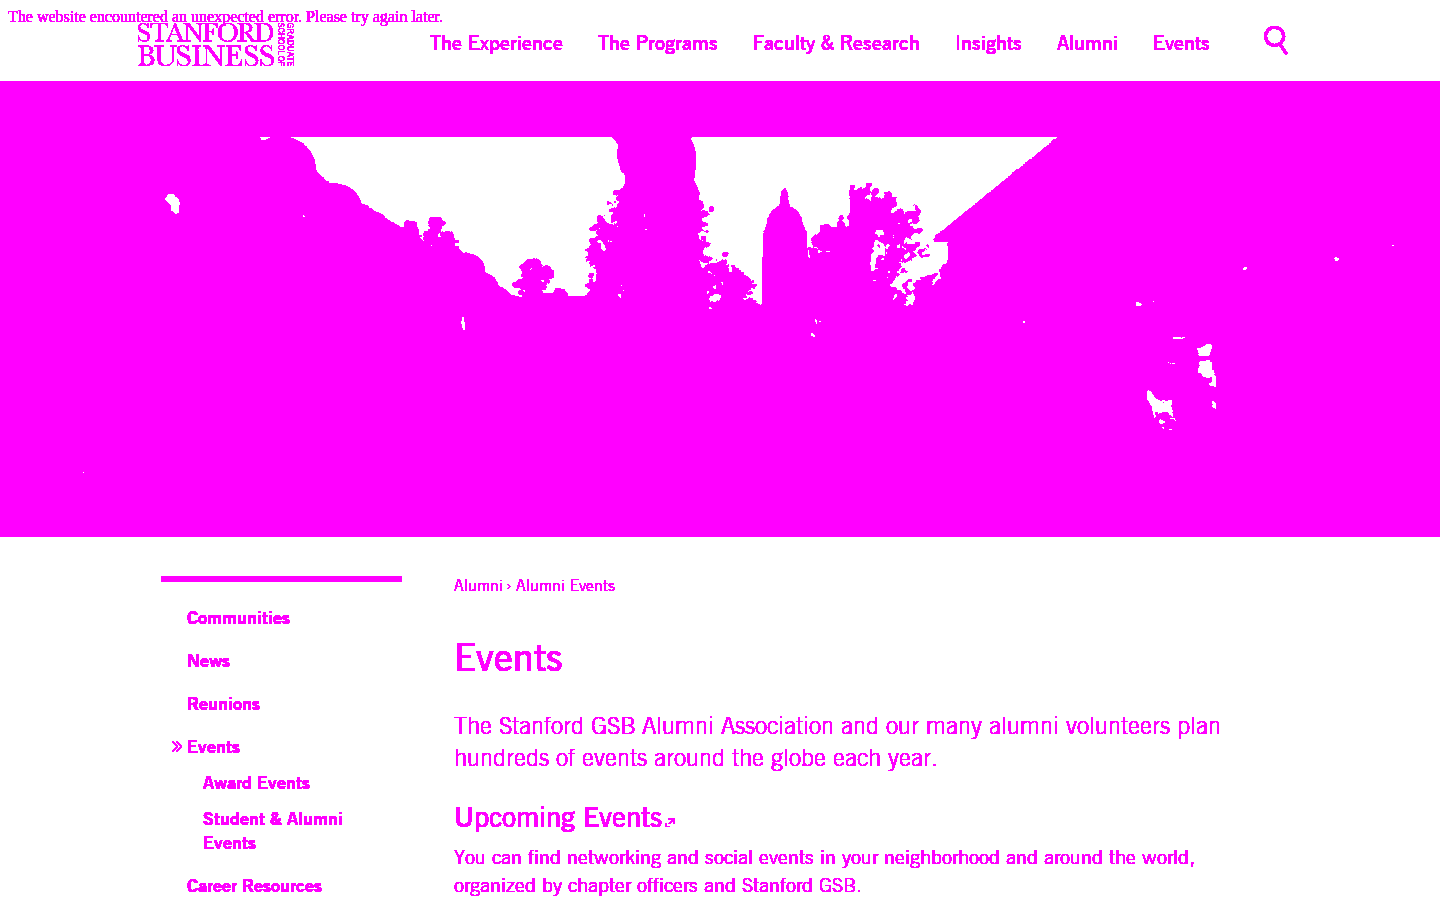 The website encountered an unexpected error. Please try again later.
STANFORD
BUSINESS
GRADUATE
SCHOOL OF
The Experience
The Programs
Faculty & Research
Insights
Alumni
Events
Alumni › Alumni Events
Communities
News
Reunions
» Events
Award Events
Student & Alumni
Events
Career Resources
Events
The Stanford GSB Alumni Association and our many alumni volunteers plan
hundreds of events around the globe each year.
Upcoming Events
You can find networking and social events in your neighborhood and around the world,
organized by chapter officers and Stanford GSB.